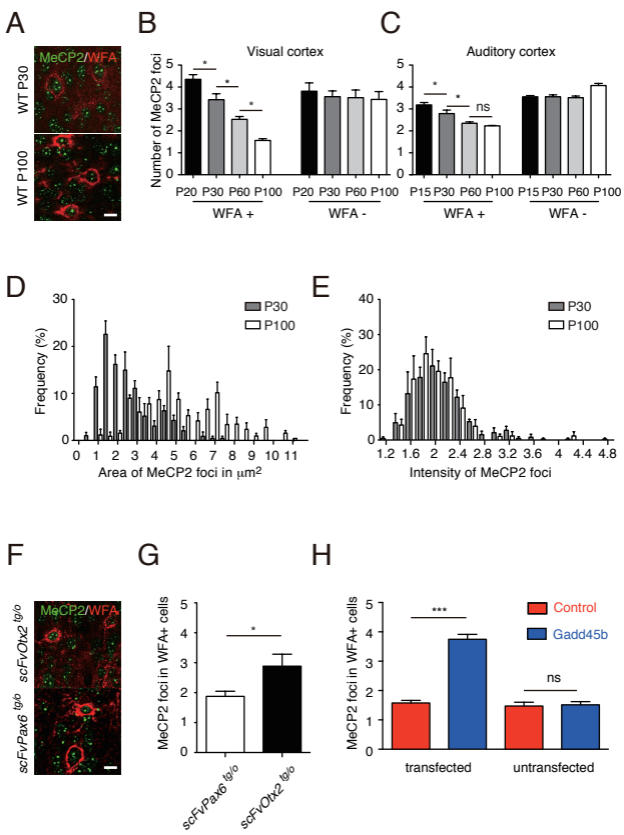 A
MeCP2/WFA
WT P30
WT P100
B
Visual cortex
Number of MeCP2 foci
5
4
3
2
1
0
* * *
P20 P30 P60 P100 P20 P30 P60 P100
WFA + WFA -
C
Auditory cortex
5
4
3
2
1
0
* * ns
P15 P30 P60 P100 P15 P30 P60 P100
WFA + WFA -
D
Frequency (%)
30
20
10
0
P30
P100
0 1 2 3 4 5 6 7 8 9 10 11
Area of MeCP2 foci in μm²
E
Frequency (%)
40
30
20
10
0
P30
P100
1.2 1.6 2 2.4 2.8 3.2 3.6 4 4.4 4.8
Intensity of MeCP2 foci
F
MeCP2/WFA
scFvOtx2 tg/o
scFvPax6 tg/o
G
MeCP2 foci in WFA+ cells
5
4
3
2
1
0
*
scFvPax6 tg/o
scFvOtx2 tg/o
H
MeCP2 foci in WFA+ cells
5
4
3
2
1
0
Control
Gadd45b
***
ns
transfected untransfected